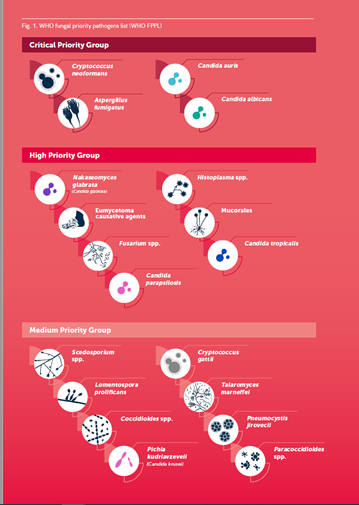 Fig. 1. WHO fungal priority pathogens list (WHO FPPL)
Critical Priority Group
Cryptococcus
neoformans
Candida auris
Aspergillus
fumigatus
Candida albicans
High Priority Group
Nakaseomyces
glabrata
(Candida glabrata)
Histoplasma spp.
Eumycetoma
causative agents
Mucorales
Fusarium spp.
Candida tropicalis
Candida
parapsilosis
Medium Priority Group
Scedosporium
spp.
Cryptococcus
gattii
Lomentospora
prolificans
Talaromyces
marneffei
Coccidioides spp.
Pneumocystis
jirovecii
Pichia
kudriavzeveii
(Candida krusei)
Paracoccidioides
spp.